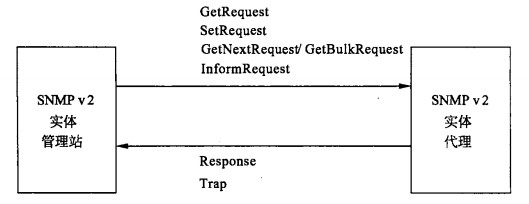 GetRequest
SetRequest
GetNextRequest/ GetBulkRequest
InformRequest
SNMP v2
实体
管理站
SNMP v2
实体
代理
Response
Trap